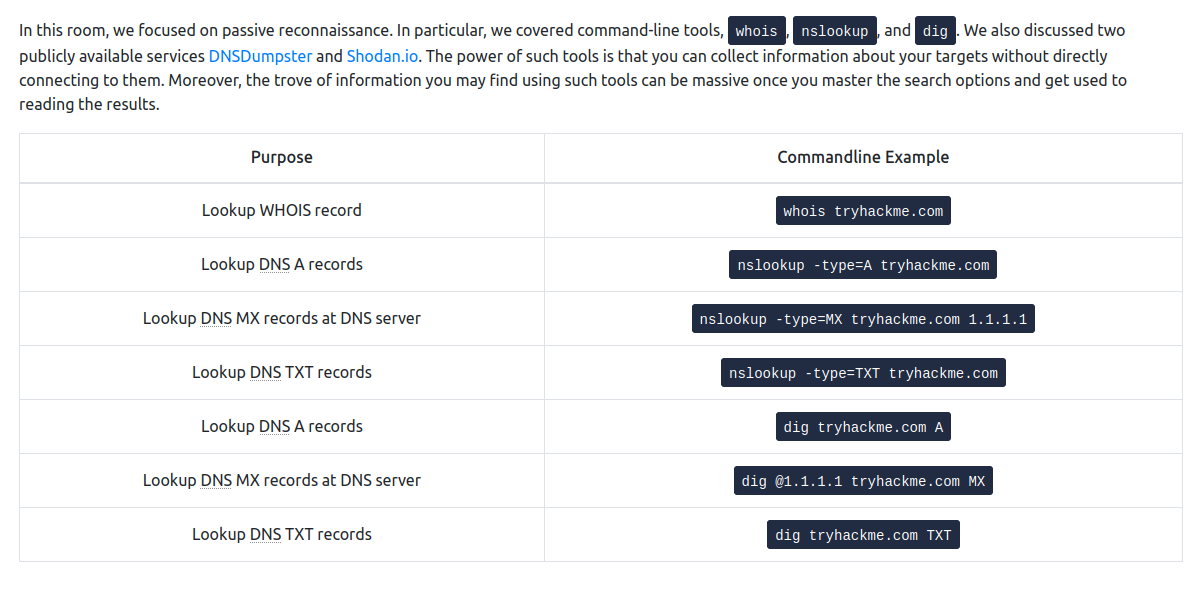 In this room, we focused on passive reconnaissance. In particular, we covered command-line tools, whois, nslookup, and dig. We also discussed two
publicly available services DNSDumpster and Shodan.io. The power of such tools is that you can collect information about your targets without directly
connecting to them. Moreover, the trove of information you may find using such tools can be massive once you master the search options and get used to
reading the results.
Purpose Commandline Example
Lookup WHOIS record whois tryhackme.com
Lookup DNS A records nslookup -type=A tryhackme.com
Lookup DNS MX records at DNS server nslookup -type=MX tryhackme.com 1.1.1.1
Lookup DNS TXT records nslookup -type=TXT tryhackme.com
Lookup DNS A records dig tryhackme.com A
Lookup DNS MX records at DNS server dig @1.1.1.1 tryhackme.com MX
Lookup DNS TXT records dig tryhackme.com TXT